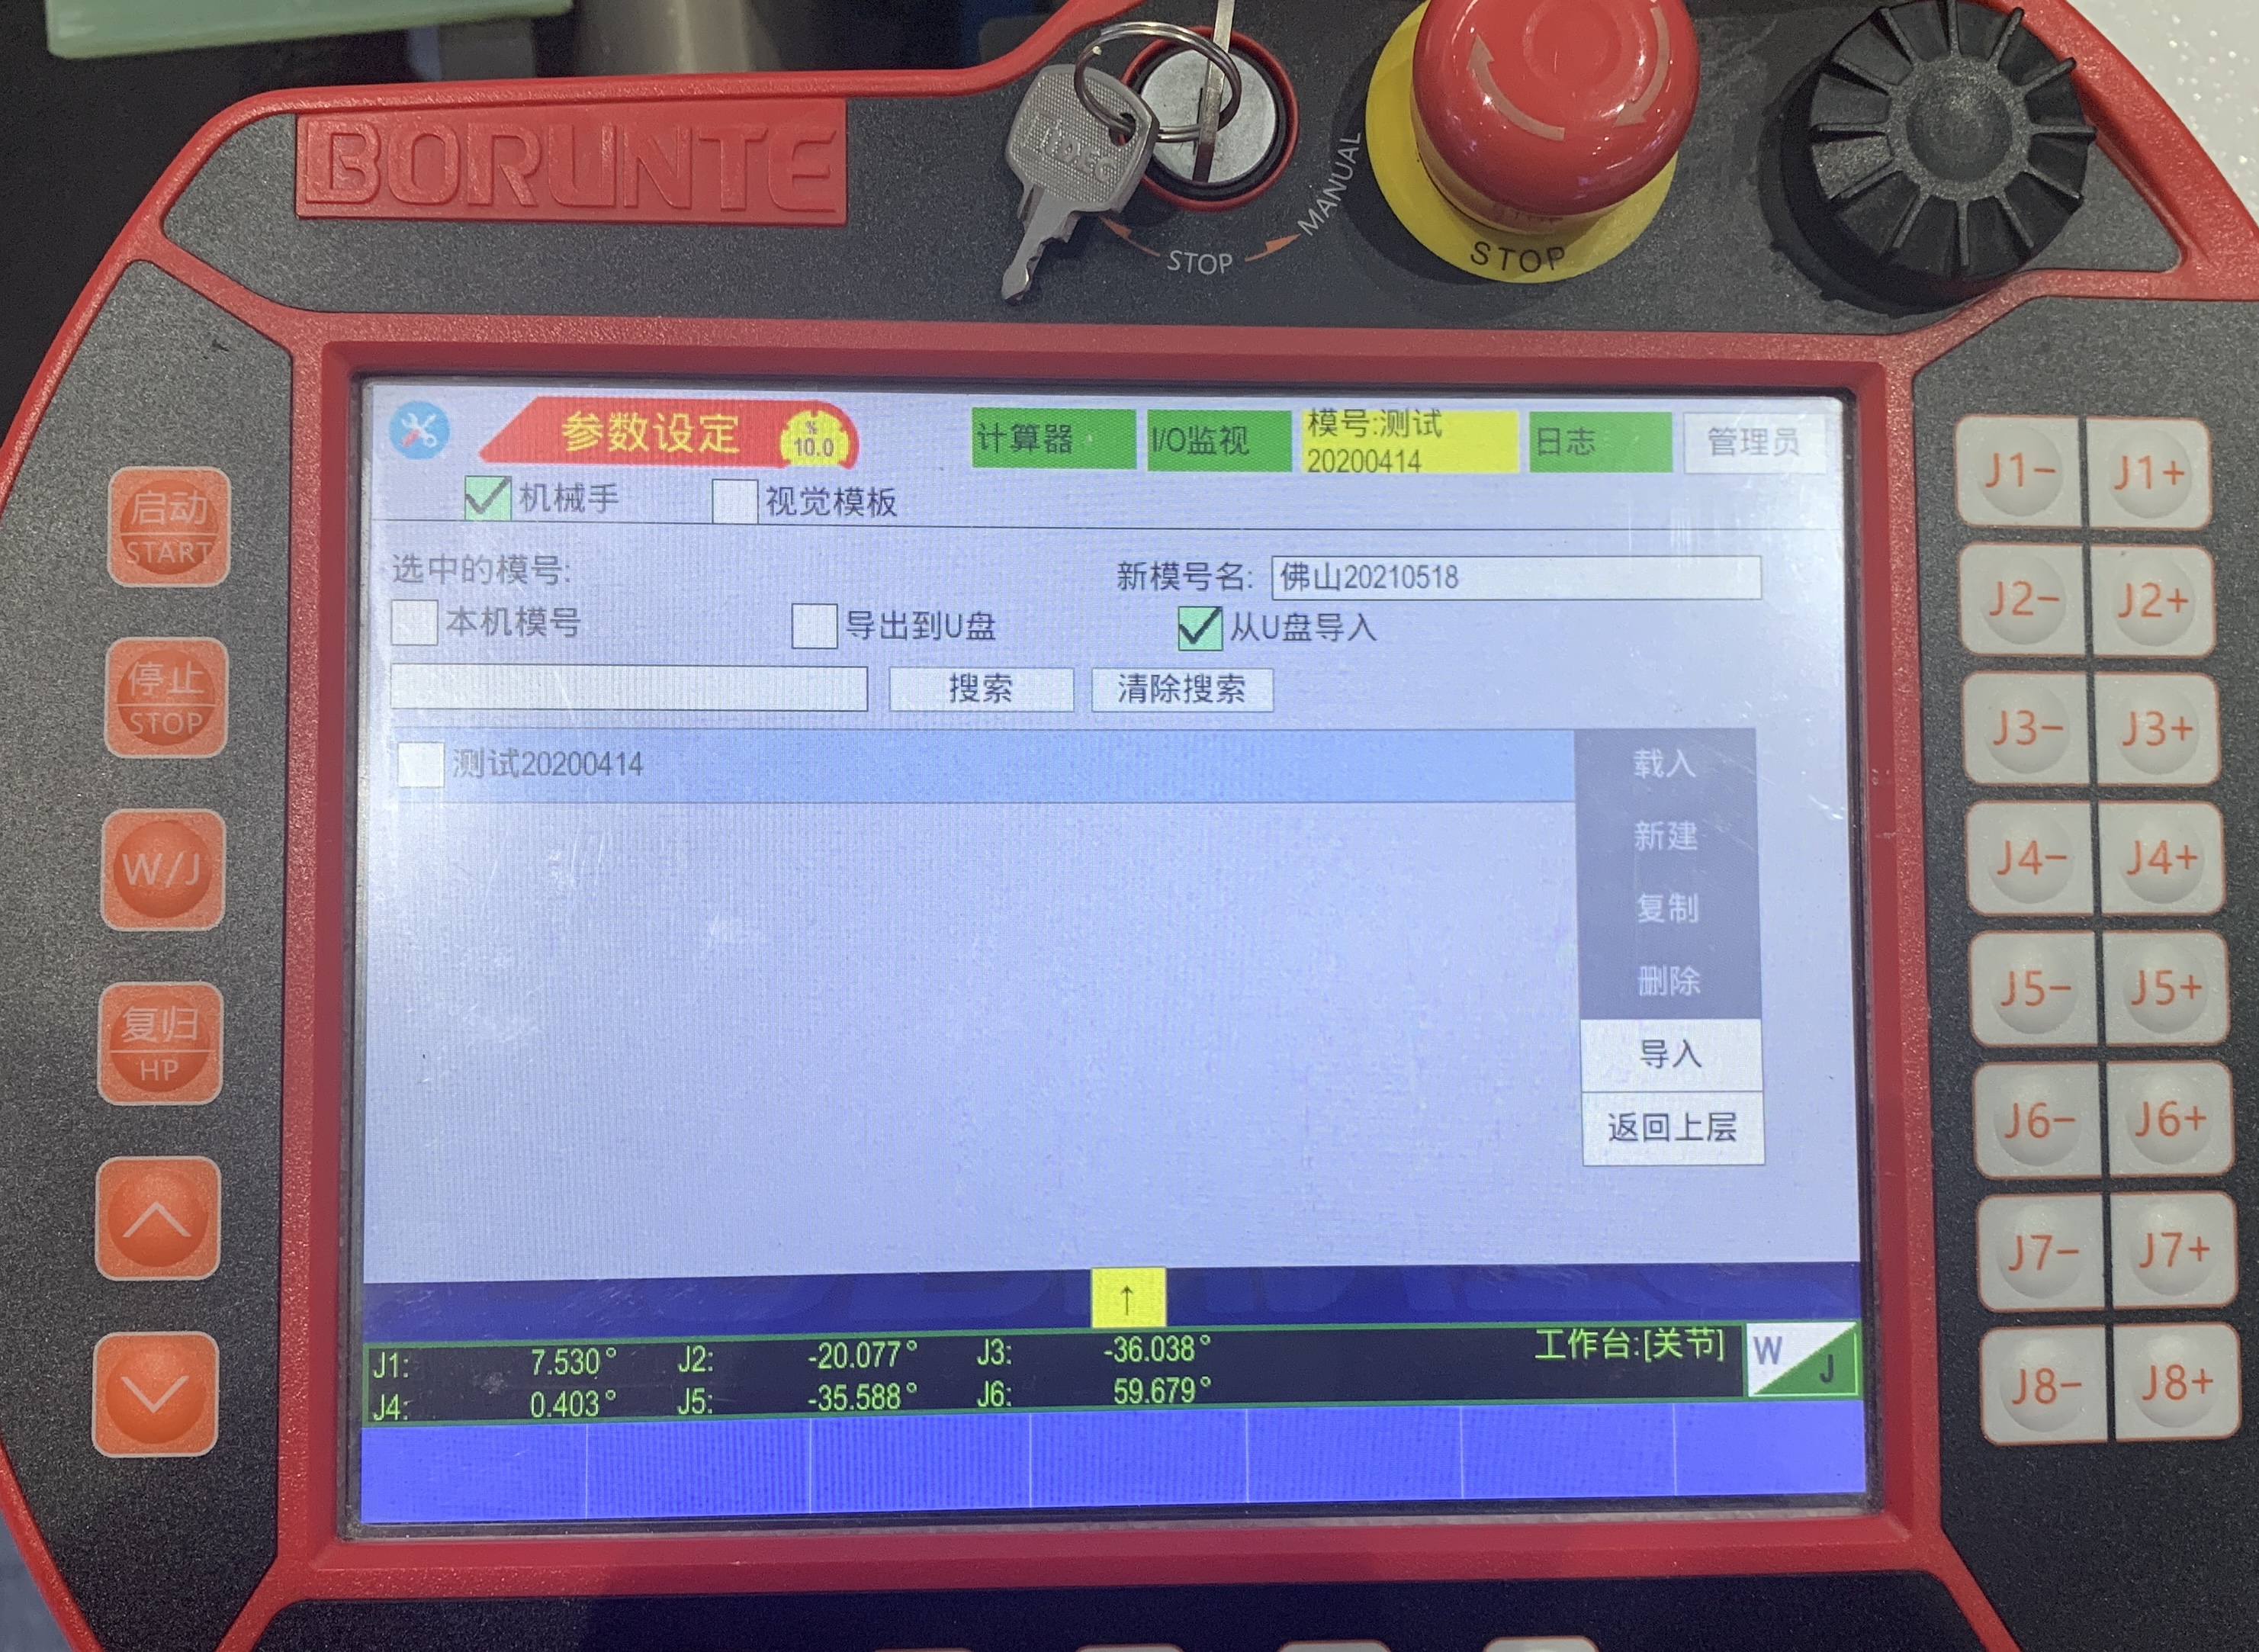 BORUNTE
IDEC
STOP
MANUAL
STOP
参数设定
%
10.0
计算器
I/O监视
模号:测试
20200414
日志
管理员
机械手
视觉模板
选中的模号:
新模号名: 佛山20210518
本机模号
导出到U盘
从U盘导入
搜索
清除搜索
测试20200414
载入
新建
复制
删除
导入
返回上层
↑
J1: 7.530° J2: -20.077° J3: -36.038°
J4: 0.403° J5: -35.588° J6: 59.679°
工作台:[关节]
W
J
启动
START
停止
STOP
W/J
复归
HP
J1- J1+
J2- J2+
J3- J3+
J4- J4+
J5- J5+
J6- J6+
J7- J7+
J8- J8+